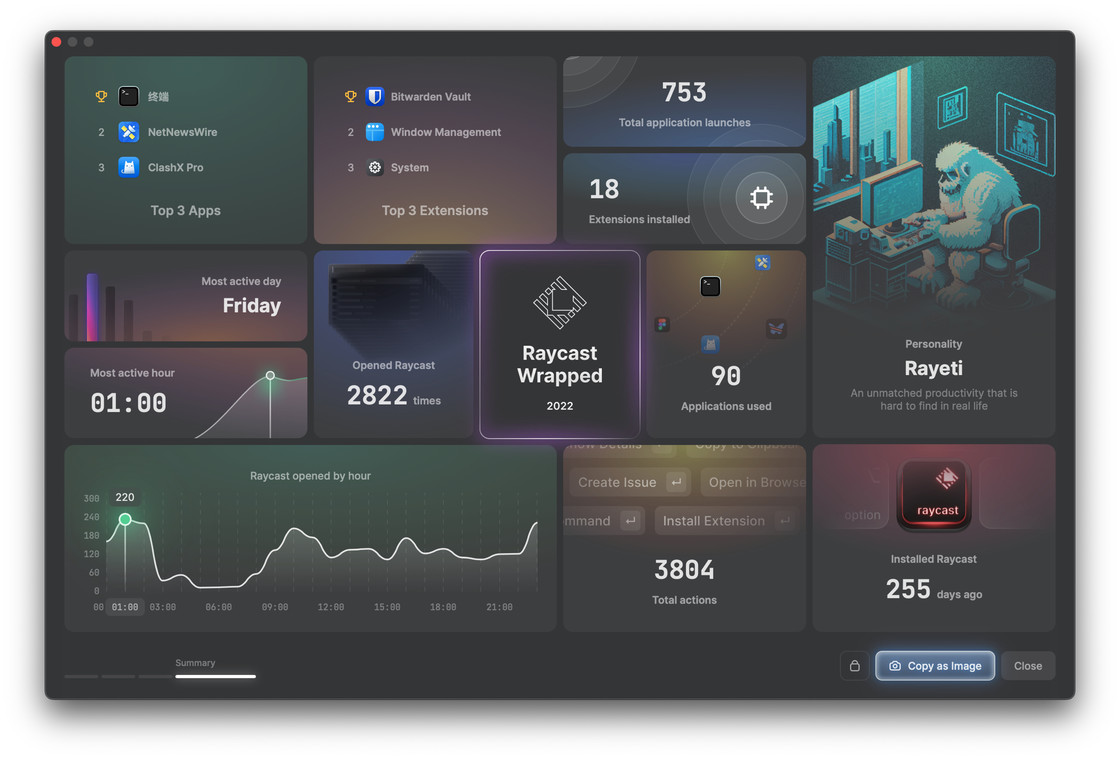 终端
2 NetNewsWire
3 ClashX Pro
Top 3 Apps
Bitwarden Vault
2 Window Management
3 System
Top 3 Extensions
753
Total application launches
18
Extensions installed
Personality
Rayeti
An unmatched productivity that is
hard to find in real life
Most active day
Friday
Most active hour
01:00
Opened Raycast
2822 times
Raycast
Wrapped
2022
90
Applications used
Raycast opened by hour
220
300
240
180
120
60
0
00 01:00 03:00 06:00 09:00 12:00 15:00 18:00 21:00
Create Issue
Open in Browse
mmand
Install Extension
3804
Total actions
option
raycast
Installed Raycast
255 days ago
Summary
Copy as Image
Close